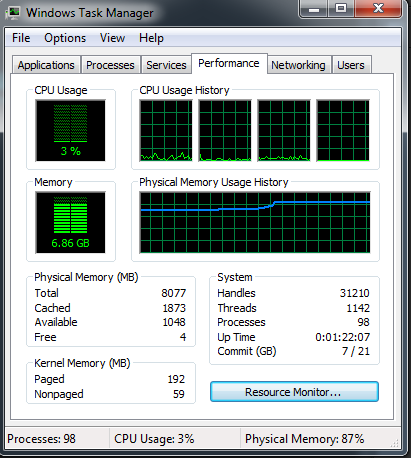 Windows Task Manager
File Options View Help
Applications Processes Services Performance Networking Users
CPU Usage CPU Usage History
3 %
Memory Physical Memory Usage History
6.86 GB
Physical Memory (MB)
Total 8077
Cached 1873
Available 1048
Free 4
Kernel Memory (MB)
Paged 192
Nonpaged 59
System
Handles 31210
Threads 1142
Processes 98
Up Time 0:01:22:07
Commit (GB) 7 / 21
Resource Monitor...
Processes: 98 CPU Usage: 3% Physical Memory: 87%